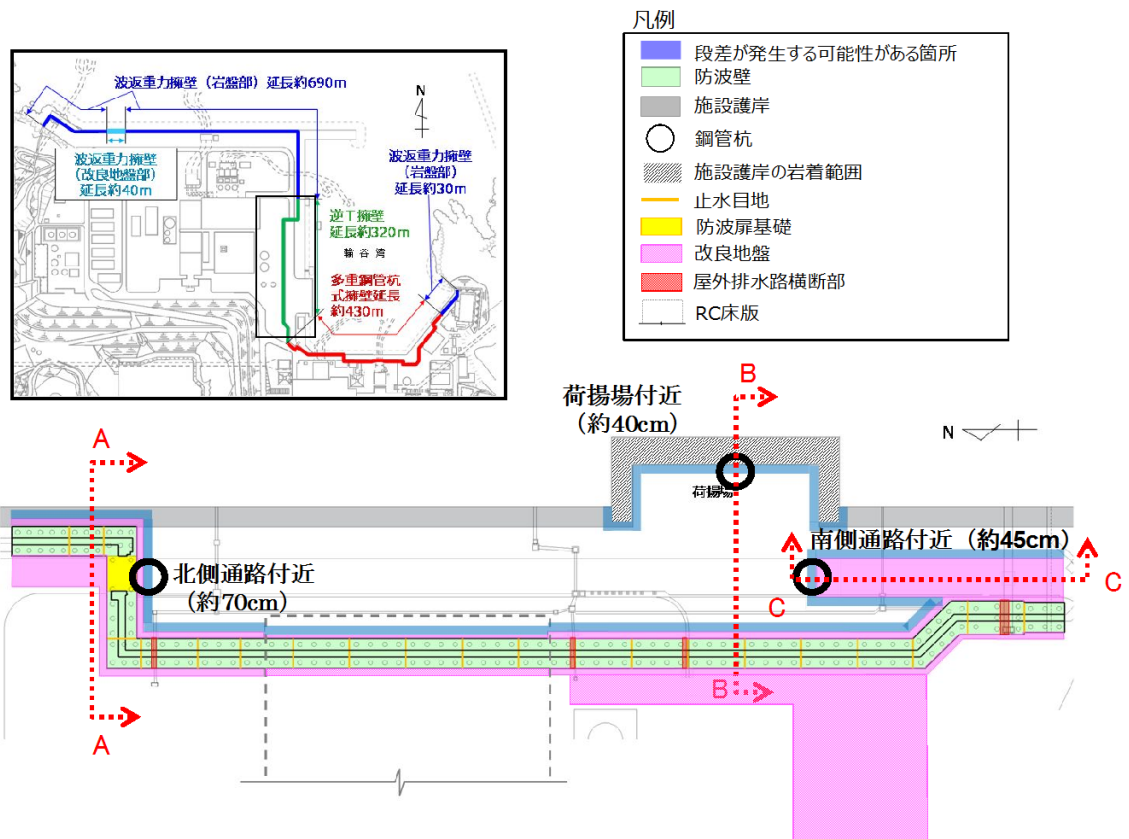 波返重力擁壁（岩盤部）延長約690m
N
波返重力擁壁
（改良地盤部）
延長約40m
波返重力擁壁
（岩盤部）
延長約30m
逆T擁壁
延長約320m
輪谷湾
多重鋼管杭
式擁壁延長
約430m
凡例
段差が発生する可能性がある箇所
防波壁
施設護岸
鋼管杭
施設護岸の岩着範囲
止水目地
防波扉基礎
改良地盤
屋外排水路横断部
RC床版
B
荷揚場付近
（約40cm）
N
A
荷揚場
南側通路付近（約45cm）
北側通路付近
（約70cm）
C
C
B
A